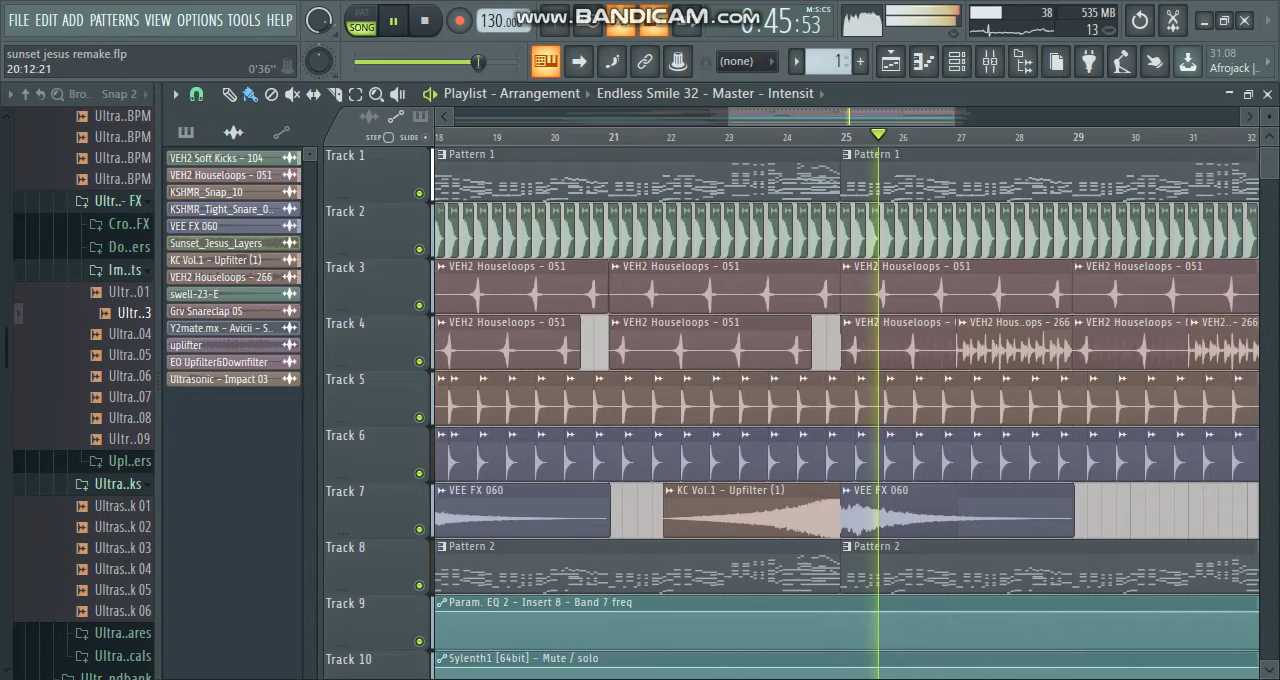 FILE EDIT ADD PATTERNS VIEW OPTIONS TOOLS HELP
PAT
SONG
130.00
www.BANDICAM.com
0:45:53
M:S:CS
38
535 MB
13
sunset jesus remake.flp
20:12:21
0'36"
(none)
1
31.08
Afrojack |..
Bro..
Snap 2
Playlist - Arrangement
Endless Smile 32 - Master - Intensit
STEP
SLIDE
18
19
20
21
22
23
24
25
26
27
28
29
30
31
32
Ultra..BPM
Ultra..BPM
Ultra..BPM
Ultra..BPM
Ultr..- FX
Cro..FX
Do..ers
Im..ts
Ultr..01
Ultr..3
Ultra..04
Ultra..05
Ultra..06
Ultra..07
Ultra..08
Ultr..09
Upl..ers
Ultra..ks
Ultras..k 01
Ultras..k 02
Ultras..k 03
Ultras..k 04
Ultras..k 05
Ultras..k 06
Ultra..ares
Ultra..cals
Ultr..ndbank
VEH2 Soft Kicks - 104
VEH2 Houseloops - 051
KSHMR_Snap_10
KSHMR_Tight_Snare_0..
VEE FX 060
Sunset_Jesus_Layers
KC Vol.1 - Upfilter (1)
VEH2 Houseloops - 266
swell-23-E
Grv Snareclap 05
Y2mate.mx - Avicii - S..
uplifter
EO Upfilter&Downfilter
Ultrasonic - Impact 03
Track 1
Pattern 1
Pattern 1
Track 2
Track 3
VEH2 Houseloops - 051
VEH2 Houseloops - 051
VEH2 Houseloops - 051
VEH2 Houseloops - 051
Track 4
VEH2 Houseloops - 051
VEH2 Houseloops - 051
VEH2 Houseloops -
VEH2 Hous..ops - 266
VEH2 Houseloops -
VEH2..- 266
Track 5
Track 6
Track 7
VEE FX 060
KC Vol.1 - Upfilter (1)
VEE FX 060
Track 8
Pattern 2
Pattern 2
Track 9
Param. EQ 2 - Insert 8 - Band 7 freq
Track 10
Sylenth1 [64bit] - Mute / solo